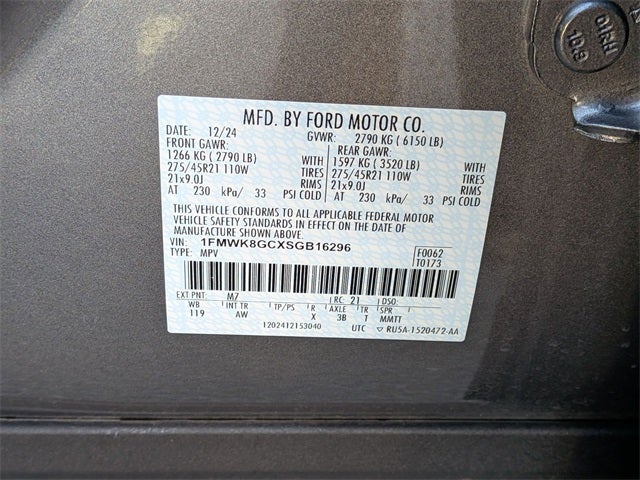 MFD. BY FORD MOTOR CO.
DATE: 12/24 GVWR: 2790 KG ( 6150 LB)
FRONT GAWR: REAR GAWR:
1266 KG ( 2790 LB) WITH 1597 KG ( 3520 LB) WITH
275/45R21 110W TIRES 275/45R21 110W TIRES
21x9.0J RIMS 21x9.0J RIMS
AT 230 kPa/ 33 PSI COLD AT 230 kPa/ 33 PSI COLD
THIS VEHICLE CONFORMS TO ALL APPLICABLE FEDERAL MOTOR
VEHICLE SAFETY STANDARDS IN EFFECT ON THE DATE OF
MANUFACTURE SHOWN ABOVE.
VIN: 1FMWK8GCXSGB16296 F0062
TYPE: MPV T0173
EXT PNT: M7 RC: 21 DSO:
WB INT TR TP/PS R AXLE TR
119 AW X 3B T MMTT
1202412153040 UTC RU5A-1520472-AA